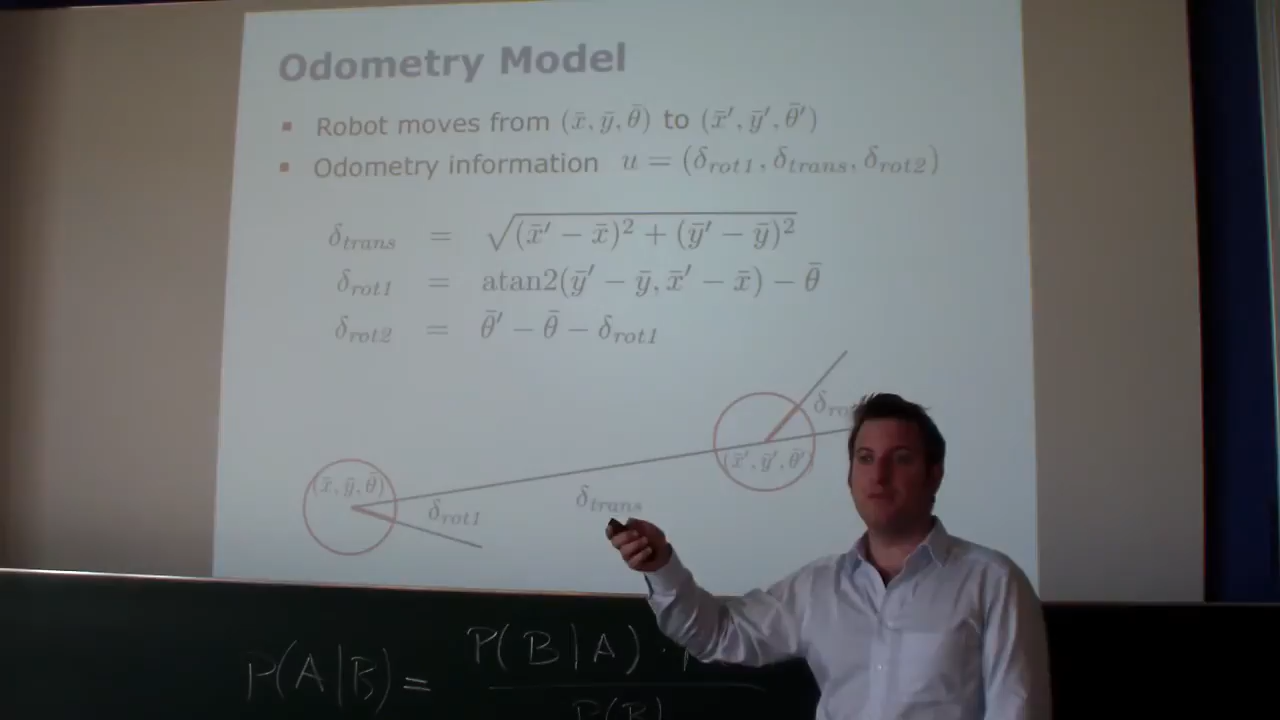 Odometry Model
▪ Robot moves from (x̄, ȳ, θ̄) to (x̄′, ȳ′, θ̄′)
▪ Odometry information u = (δrot1, δtrans, δrot2)
δtrans = √(x̄′ − x̄)² + (ȳ′ − ȳ)²
δrot1 = atan2(ȳ′ − ȳ, x̄′ − x̄) − θ̄
δrot2 = θ̄′ − θ̄ − δrot1
(x̄′, ȳ′, θ̄′)
(x̄, ȳ, θ̄)
δrot1
δtrans
P(A|B) = P(B|A) ·
P(B)